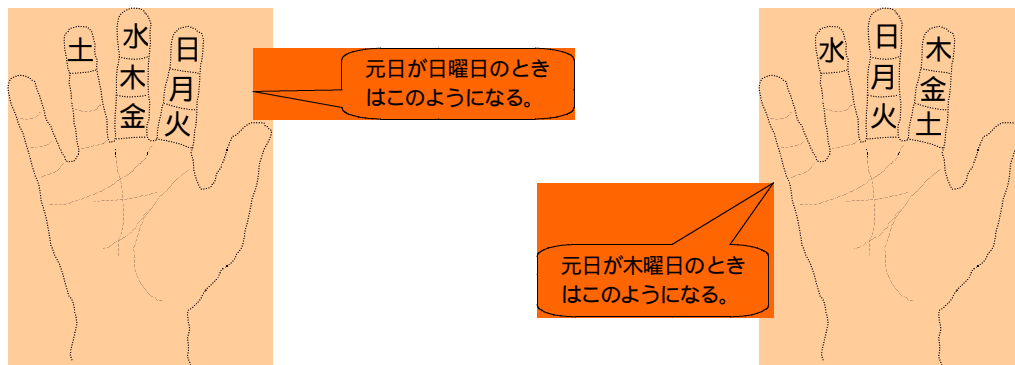 土 水 日
木 月
金 火
元日が日曜日のとき
はこのようになる。
水 日 木
月 金
火 土
元日が木曜日のとき
はこのようになる。